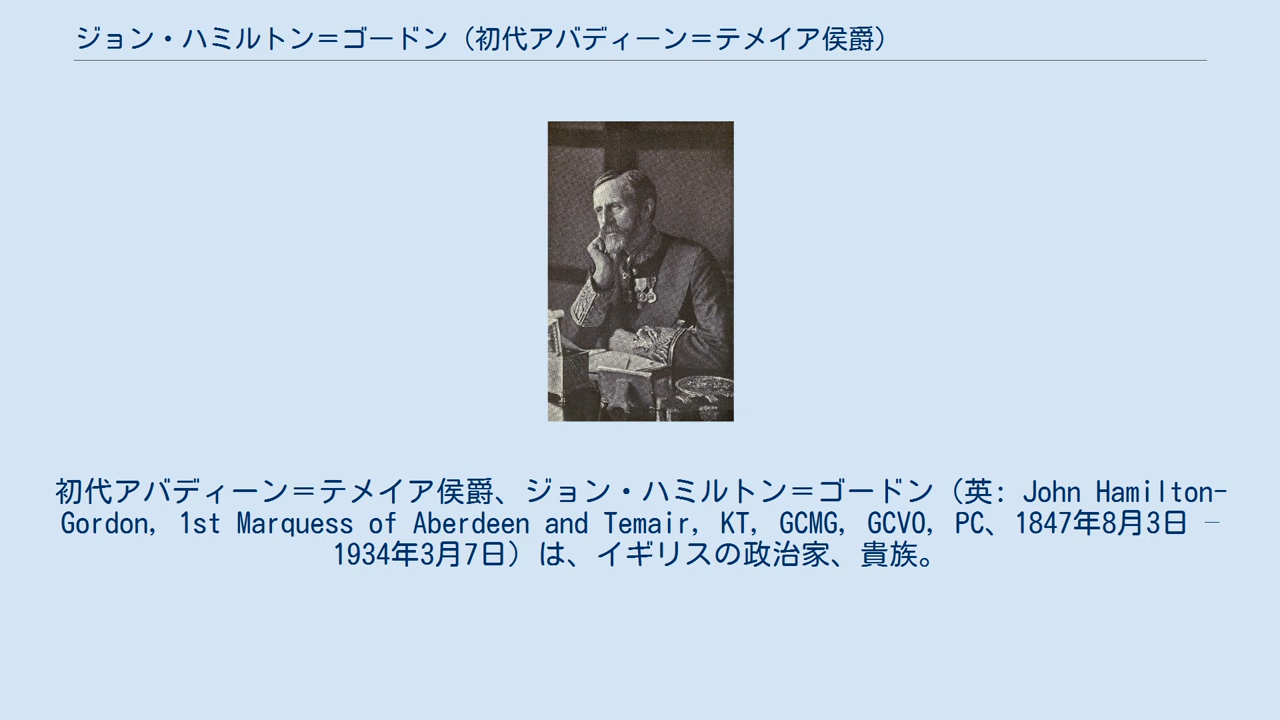 ジョン・ハミルトン＝ゴードン（初代アバディーン＝テメイア侯爵）
初代アバディーン＝テメイア侯爵、ジョン・ハミルトン＝ゴードン（英: John Hamilton-
Gordon, 1st Marquess of Aberdeen and Temair, KT, GCMG, GCVO, PC、1847年8月3日 –
1934年3月7日）は、イギリスの政治家、貴族。